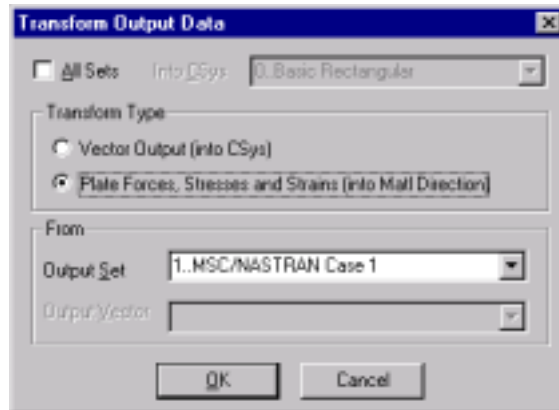 Transform Output Data
All Sets Into CSys 0..Basic Rectangular
Transform Type
Vector Output (into CSys)
Plate Forces, Stresses and Strains (into Matl Direction)
From
Output Set 1..MSC/NASTRAN Case 1
Output Vector
OK Cancel